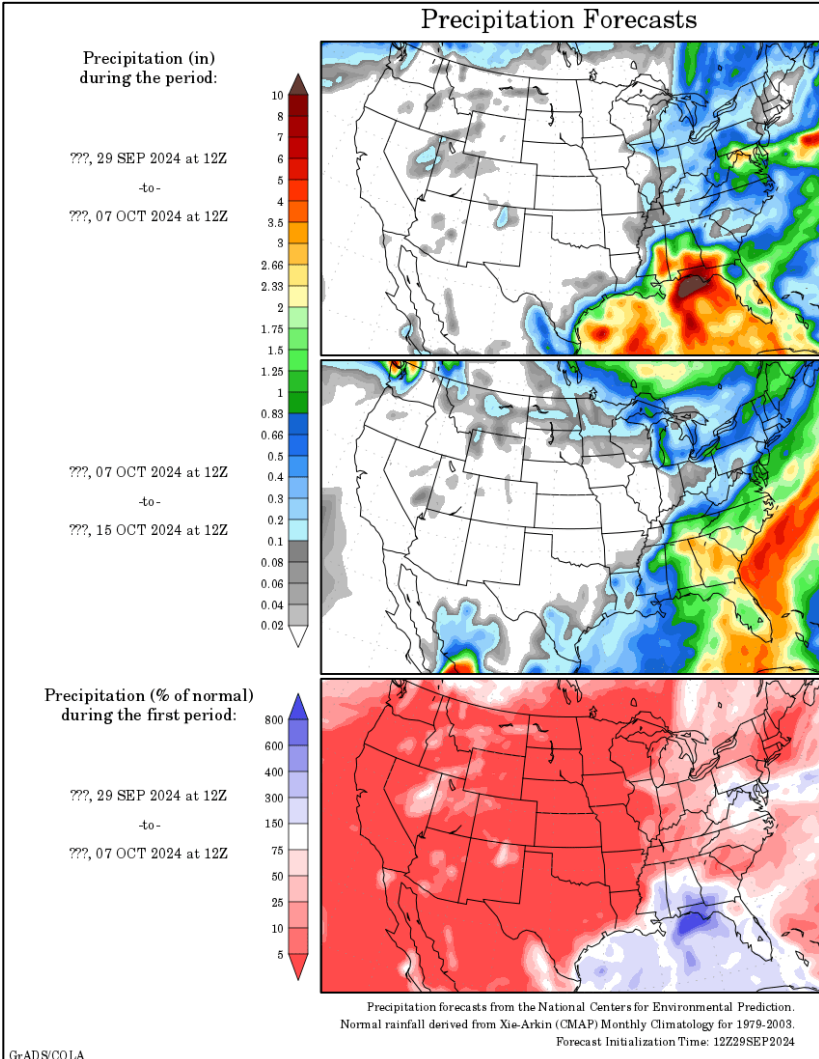 Precipitation Forecasts
Precipitation (in)
during the period:
???, 29 SEP 2024 at 12Z
-to-
???, 07 OCT 2024 at 12Z
10
8
7
6
5
4
3.5
3
2.66
2.33
2
1.75
1.5
1.25
1
0.83
0.66
0.5
0.4
0.3
0.2
0.1
0.08
0.06
0.04
0.02
???, 07 OCT 2024 at 12Z
-to-
???, 15 OCT 2024 at 12Z
Precipitation (% of normal)
during the first period:
???, 29 SEP 2024 at 12Z
-to-
???, 07 OCT 2024 at 12Z
800
600
400
300
150
75
50
25
10
5
Precipitation forecasts from the National Centers for Environmental Prediction.
Normal rainfall derived from Xie-Arkin (CMAP) Monthly Climatology for 1979-2003.
Forecast Initialization Time: 12Z29SEP2024
GrADS/COLA